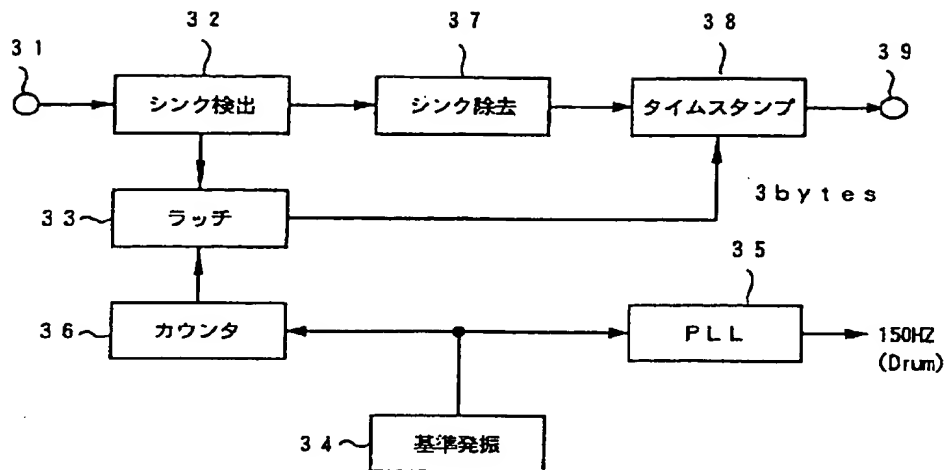 31
32
37
38
39
シンク検出
シンク除去
タイムスタンプ
33
ラッチ
3bytes
35
36
カウンタ
PLL
150HZ
(Drum)
34
基準発振